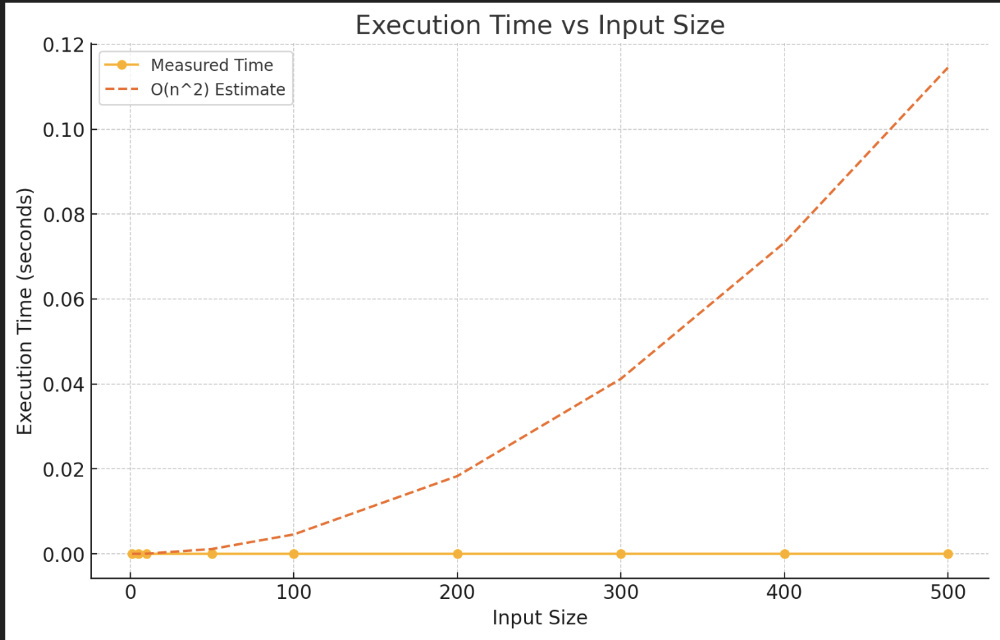 Execution Time vs Input Size
0.12
Measured Time
O(n^2) Estimate
0.10
0.08
Execution Time (seconds)
0.06
0.04
0.02
0.00
0 100 200 300 400 500
Input Size